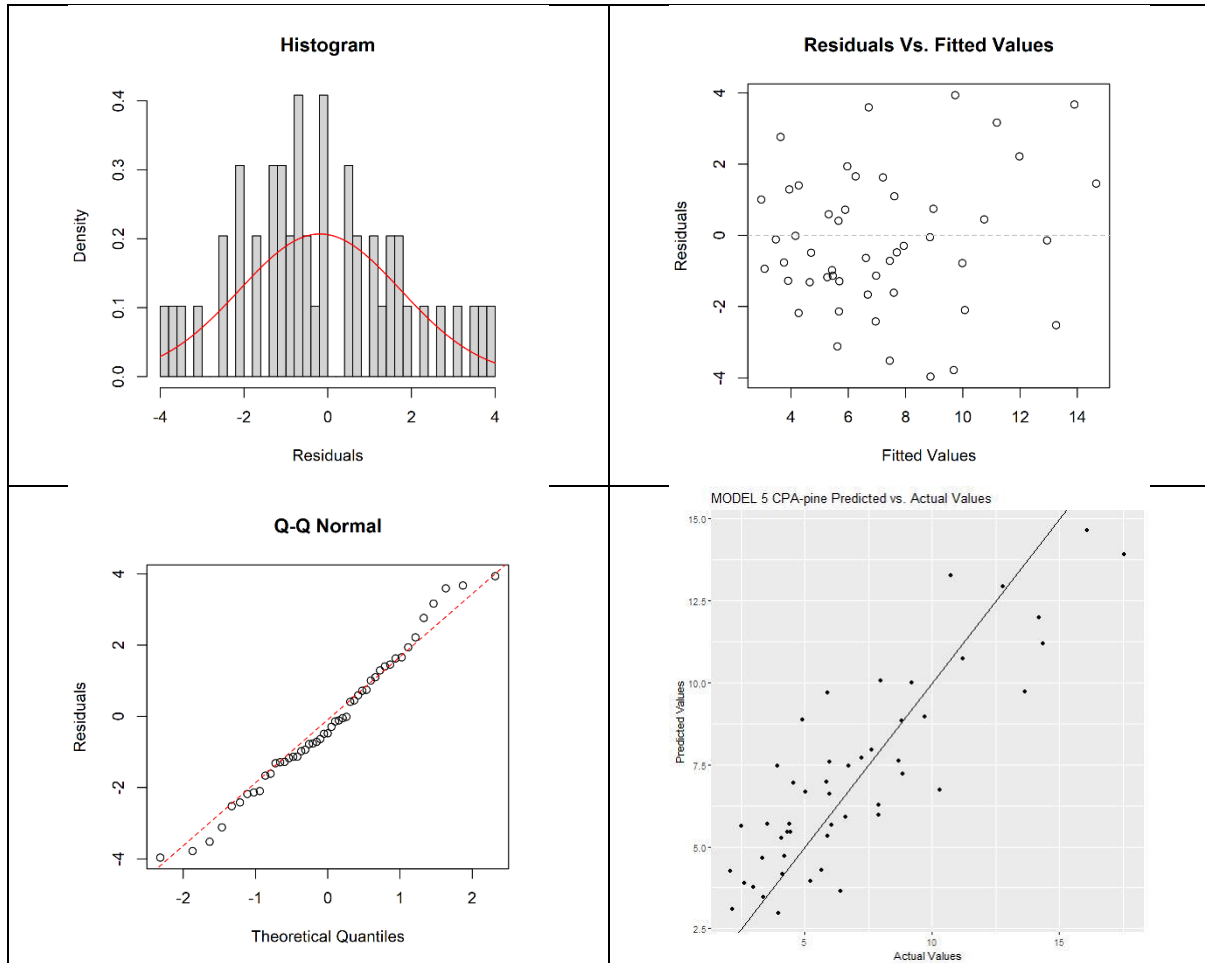 Histogram
0.4
0.3
0.2
0.1
0.0
Density
-4 -2 0 2 4
Residuals
Residuals Vs. Fitted Values
4
2
0
-2
-4
Residuals
4 6 8 10 12 14
Fitted Values
Q-Q Normal
4
2
0
-2
-4
Residuals
-2 -1 0 1 2
Theoretical Quantiles
MODEL 5 CPA-pine Predicted vs. Actual Values
15.0
12.5
10.0
7.5
5.0
2.5
Predicted Values
5 10 15
Actual Values